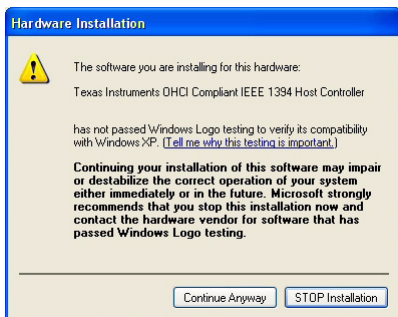 Hardware Installation
The software you are installing for this hardware:
Texas Instruments OHCI Compliant IEEE 1394 Host Controller
has not passed Windows Logo testing to verify its compatibility
with Windows XP. (Tell me why this testing is important.)
Continuing your installation of this software may impair
or destabilize the correct operation of your system
either immediately or in the future. Microsoft strongly
recommends that you stop this installation now and
contact the hardware vendor for software that has
passed Windows Logo testing.
Continue Anyway
STOP Installation